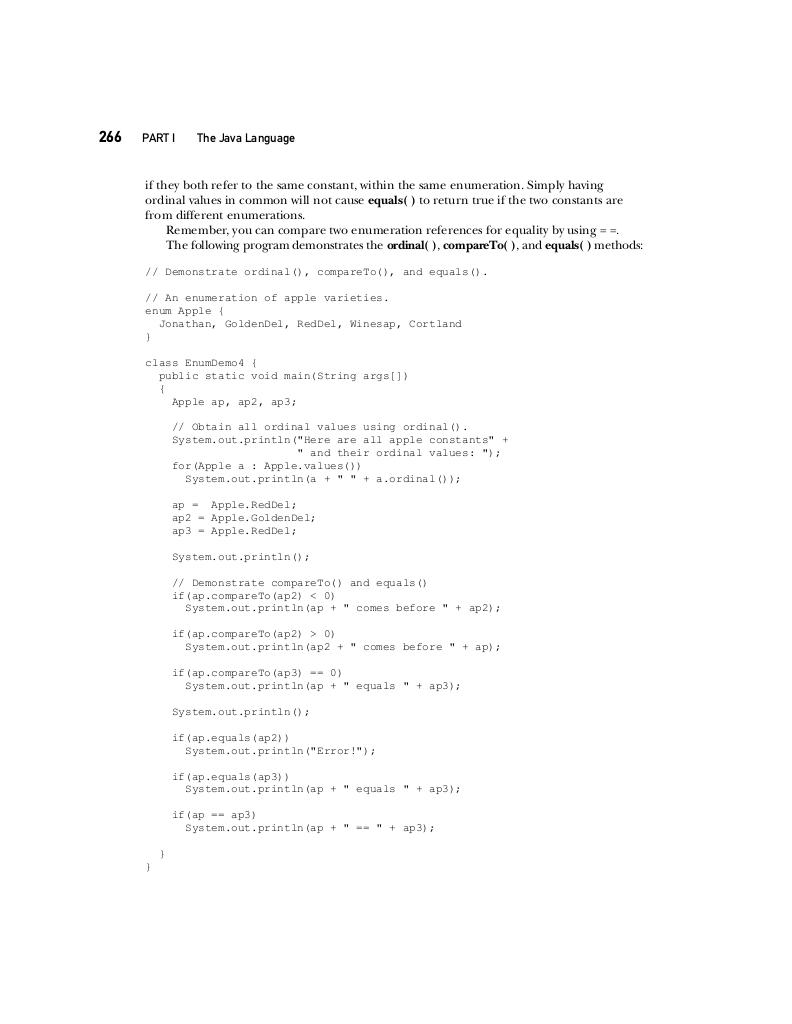 266 PART I The Java Language
if they both refer to the same constant, within the same enumeration. Simply having
ordinal values in common will not cause equals( ) to return true if the two constants are
from different enumerations.
Remember, you can compare two enumeration references for equality by using = =.
The following program demonstrates the ordinal( ), compareTo( ), and equals( ) methods:
// Demonstrate ordinal(), compareTo(), and equals().
// An enumeration of apple varieties.
enum Apple {
  Jonathan, GoldenDel, RedDel, Winesap, Cortland
}
class EnumDemo4 {
  public static void main(String args[])
  {
    Apple ap, ap2, ap3;
    // Obtain all ordinal values using ordinal().
    System.out.println("Here are all apple constants" +
                       " and their ordinal values: ");
    for(Apple a : Apple.values())
      System.out.println(a + " " + a.ordinal());
    ap =  Apple.RedDel;
    ap2 = Apple.GoldenDel;
    ap3 = Apple.RedDel;
    System.out.println();
    // Demonstrate compareTo() and equals()
    if(ap.compareTo(ap2) < 0)
      System.out.println(ap + " comes before " + ap2);
    if(ap.compareTo(ap2) > 0)
      System.out.println(ap2 + " comes before " + ap);
    if(ap.compareTo(ap3) == 0)
      System.out.println(ap + " equals " + ap3);
    System.out.println();
    if(ap.equals(ap2))
      System.out.println("Error!");
    if(ap.equals(ap3))
      System.out.println(ap + " equals " + ap3);
    if(ap == ap3)
      System.out.println(ap + " == " + ap3);
  }
}